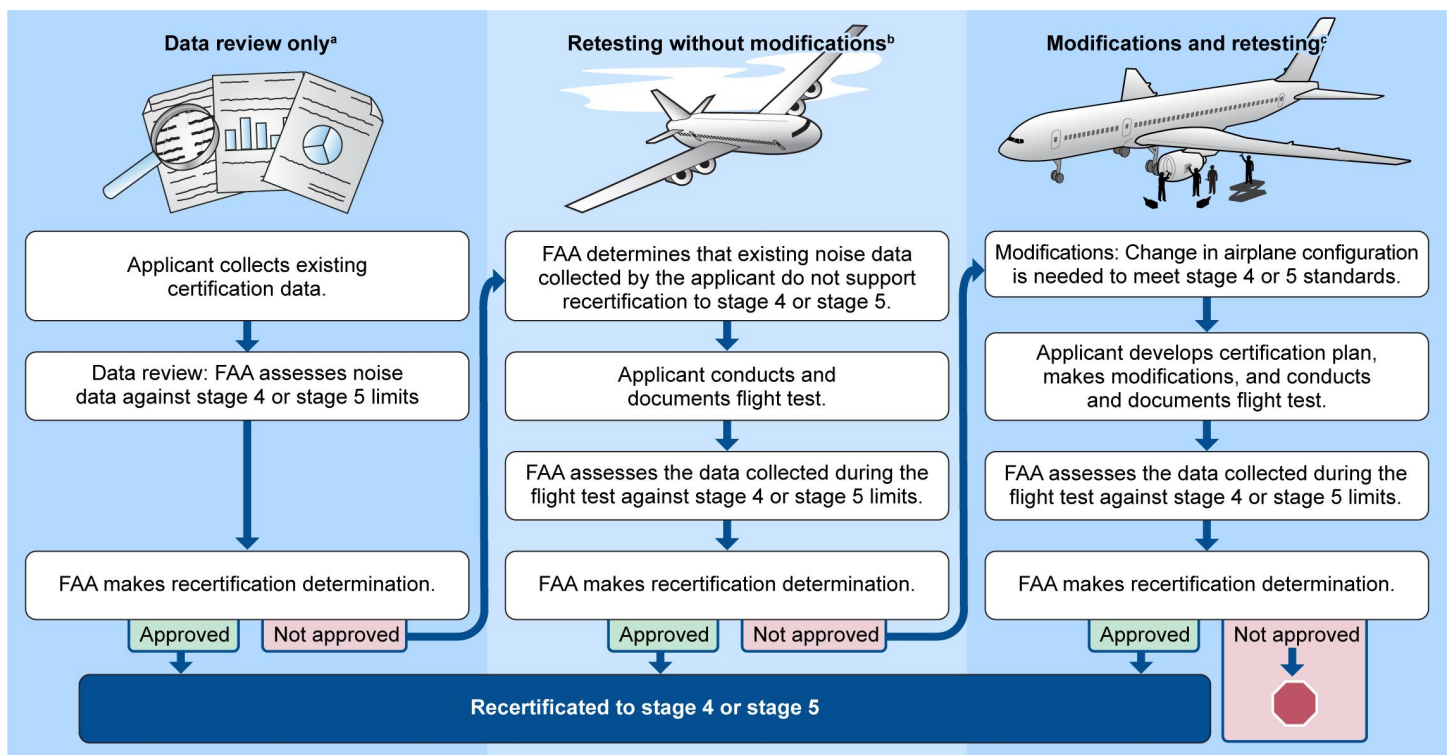 Data review onlyᵃ
Applicant collects existing
certification data.
Data review: FAA assesses noise
data against stage 4 or stage 5 limits
FAA makes recertification determination.
Approved
Not approved
Retesting without modificationsᵇ
FAA determines that existing noise data
collected by the applicant do not support
recertification to stage 4 or stage 5.
Applicant conducts and
documents flight test.
FAA assesses the data collected during the
flight test against stage 4 or stage 5 limits.
FAA makes recertification determination.
Approved
Not approved
Modifications and retestingᶜ
Modifications: Change in airplane configuration
is needed to meet stage 4 or 5 standards.
Applicant develops certification plan,
makes modifications, and conducts
and documents flight test.
FAA assesses the data collected during the
flight test against stage 4 or stage 5 limits.
FAA makes recertification determination.
Approved
Not approved
Recertificated to stage 4 or stage 5